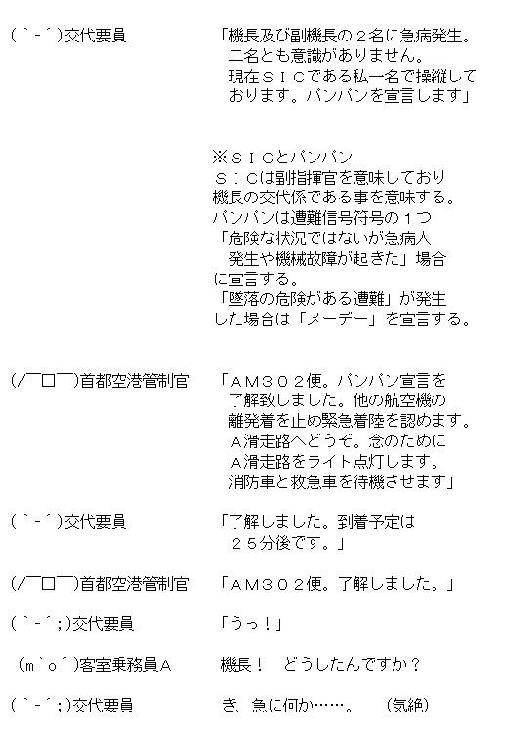 (｀-´)交代要員　「機長及び副機長の２名に急病発生。
二名とも意識がありません。
現在ＳＩＣである私一名で操縦して
おります。パンパンを宣言します」
※ＳＩＣとパンパン
ＳＩＣは副指揮官を意味しており
機長の交代係である事を意味する。
パンパンは遭難信号符号の１つ
「危険な状況ではないが急病人
発生や機械故障が起きた」場合
に宣言する。
「墜落の危険がある遭難」が発生
した場合は「メーデー」を宣言する。
(/￣□￣)首都空港管制官　「ＡＭ３０２便。パンパン宣言を
了解致しました。他の航空機の
離発着を止め緊急着陸を認めます。
Ａ滑走路へどうぞ。念のために
Ａ滑走路をライト点灯します。
消防車と救急車を待機させます」
(｀-´)交代要員　「了解しました。到着予定は
２５分後です。」
(/￣□￣)首都空港管制官　「ＡＭ３０２便。了解しました。」
(｀-´;)交代要員　「うっ！」
(m｀o´)客室乗務員Ａ　機長！　どうしたんですか？
(｀-´;)交代要員　き、急に何か……。　（気絶）